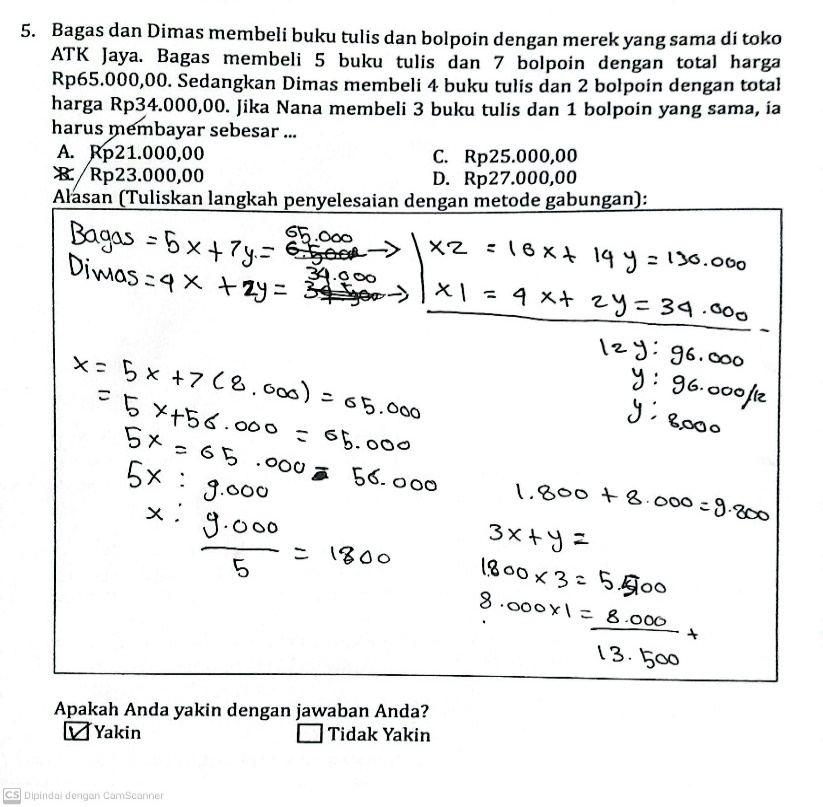 5. Bagas dan Dimas membeli buku tulis dan bolpoin dengan merek yang sama di toko
ATK Jaya. Bagas membeli 5 buku tulis dan 7 bolpoin dengan total harga
Rp65.000,00. Sedangkan Dimas membeli 4 buku tulis dan 2 bolpoin dengan total
harga Rp34.000,00. Jika Nana membeli 3 buku tulis dan 1 bolpoin yang sama, ia
harus membayar sebesar ...
A. Rp21.000,00
C. Rp25.000,00
B. Rp23.000,00
D. Rp27.000,00
Alasan (Tuliskan langkah penyelesaian dengan metode gabungan):
65.000
Bagas = 5x + 7y = →
34.000
Dimas = 4x + 2y = →
x2 = 16x + 14y = 130.000
x1 = 4x + 2y = 34.000 -
12y : 96.000
y : 96.000/12
y : 8,000
x = 5x + 7 (8.000) = 65.000
= 5x + 56.000 = 65.000
5x = 65.000 = 56.000
5x : 9.000
x : 9.000
5
= 1800
1.800 + 8.000 = 9.800
3x + y =
1800 x 3 = 5.500
8.000 x 1 = 8.000 +
13.500
Apakah Anda yakin dengan jawaban Anda?
Yakin
Tidak Yakin
CS Dipindai dengan CamScanner